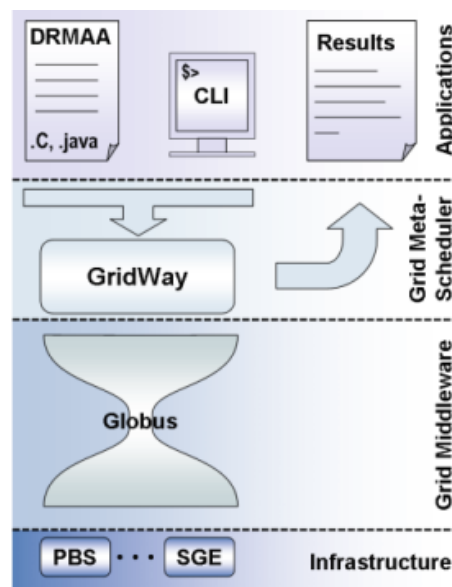 DRMAA
.C, .java
$>
CLI
Results
Applications
GridWay
Grid Meta-
Scheduler
Globus
Grid Middleware
PBS · · · SGE
Infrastructure